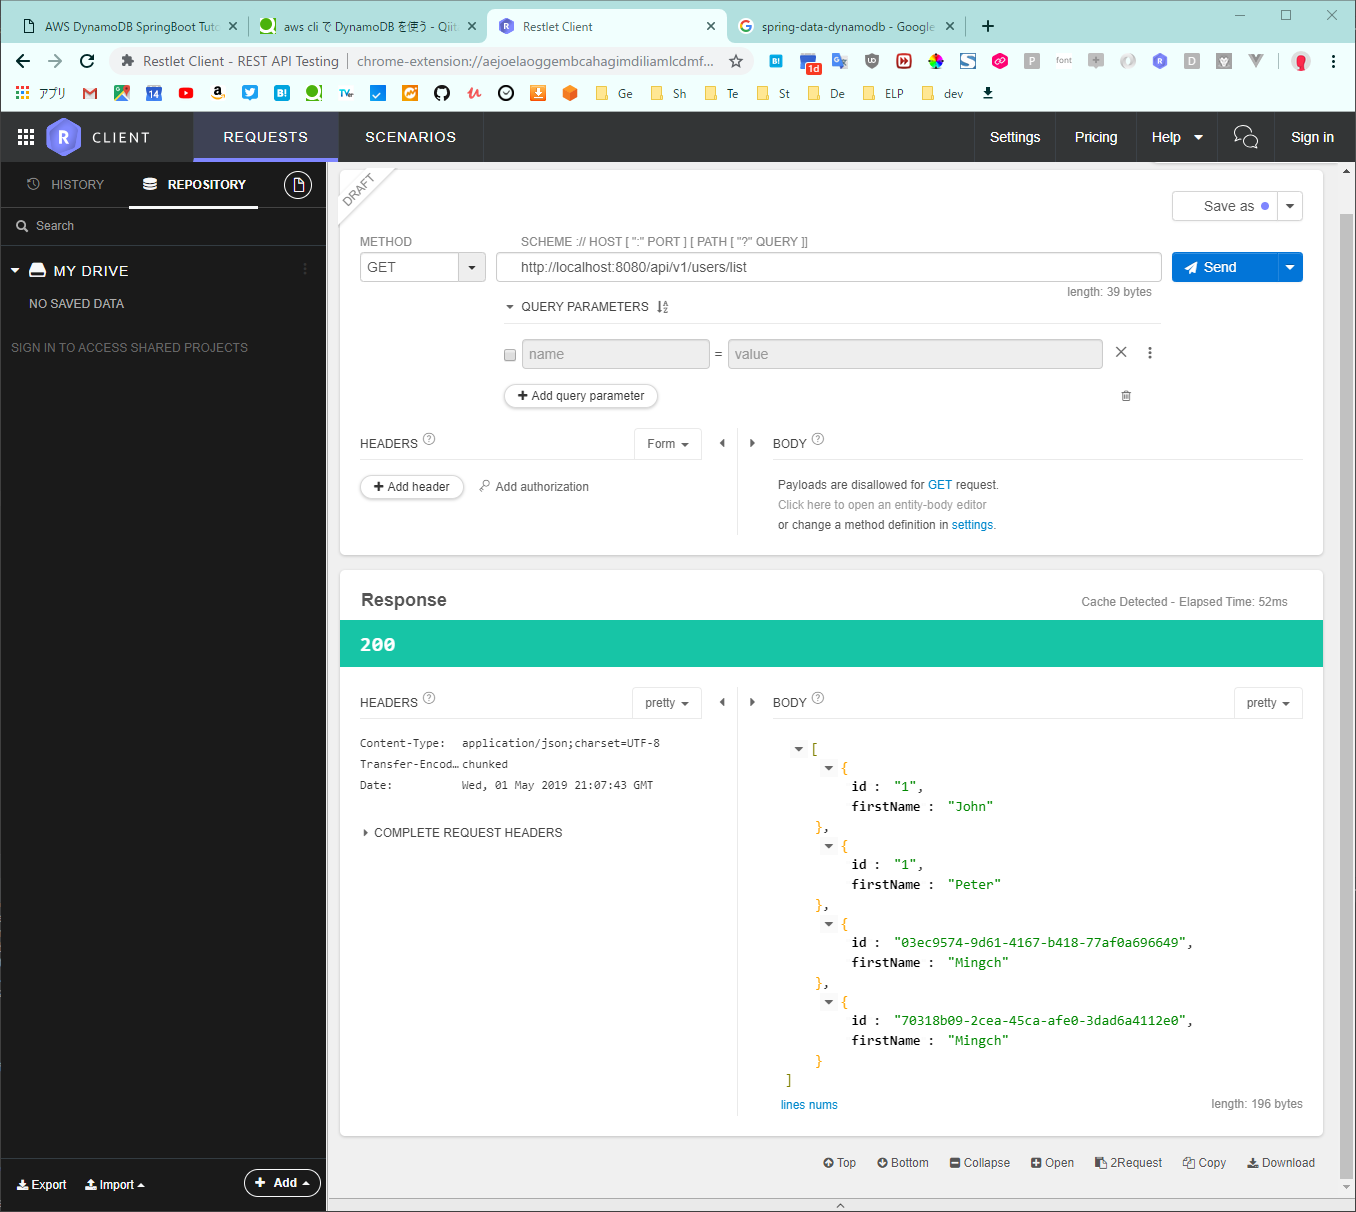 AWS DynamoDB SpringBoot Tuto
aws cli で DynamoDB を使う - Qiit
Restlet Client
spring-data-dynamodb - Google
Restlet Client - REST API Testing
chrome-extension://aejoelaoggembcahagimdiliamlcdmf...
B!
1d
UD
P
font
S
R
D
アプリ
14
B!
TVer
Ge
Sh
Te
St
De
ELP
dev
R
CLIENT
REQUESTS
SCENARIOS
Settings
Pricing
Help
Sign in
HISTORY
REPOSITORY
Search
MY DRIVE
NO SAVED DATA
SIGN IN TO ACCESS SHARED PROJECTS
DRAFT
Save as
METHOD
SCHEME :// HOST [ ":" PORT ] [ PATH [ "?" QUERY ]]
GET
http://localhost:8080/api/v1/users/list
Send
length: 39 bytes
QUERY PARAMETERS
name
=
value
Add query parameter
HEADERS
Form
BODY
Add header
Add authorization
Payloads are disallowed for GET request.
Click here to open an entity-body editor
or change a method definition in settings.
Response
Cache Detected - Elapsed Time: 52ms
200
HEADERS
pretty
BODY
pretty
Content-Type: application/json;charset=UTF-8
Transfer-Encod... chunked
Date: Wed, 01 May 2019 21:07:43 GMT
COMPLETE REQUEST HEADERS
[
{
id : "1",
firstName : "John"
},
{
id : "1",
firstName : "Peter"
},
{
id : "03ec9574-9d61-4167-b418-77af0a696649",
firstName : "Mingch"
},
{
id : "70318b09-2cea-45ca-afe0-3dad6a4112e0",
firstName : "Mingch"
}
]
lines nums
length: 196 bytes
Top
Bottom
Collapse
Open
2Request
Copy
Download
Export
Import
Add